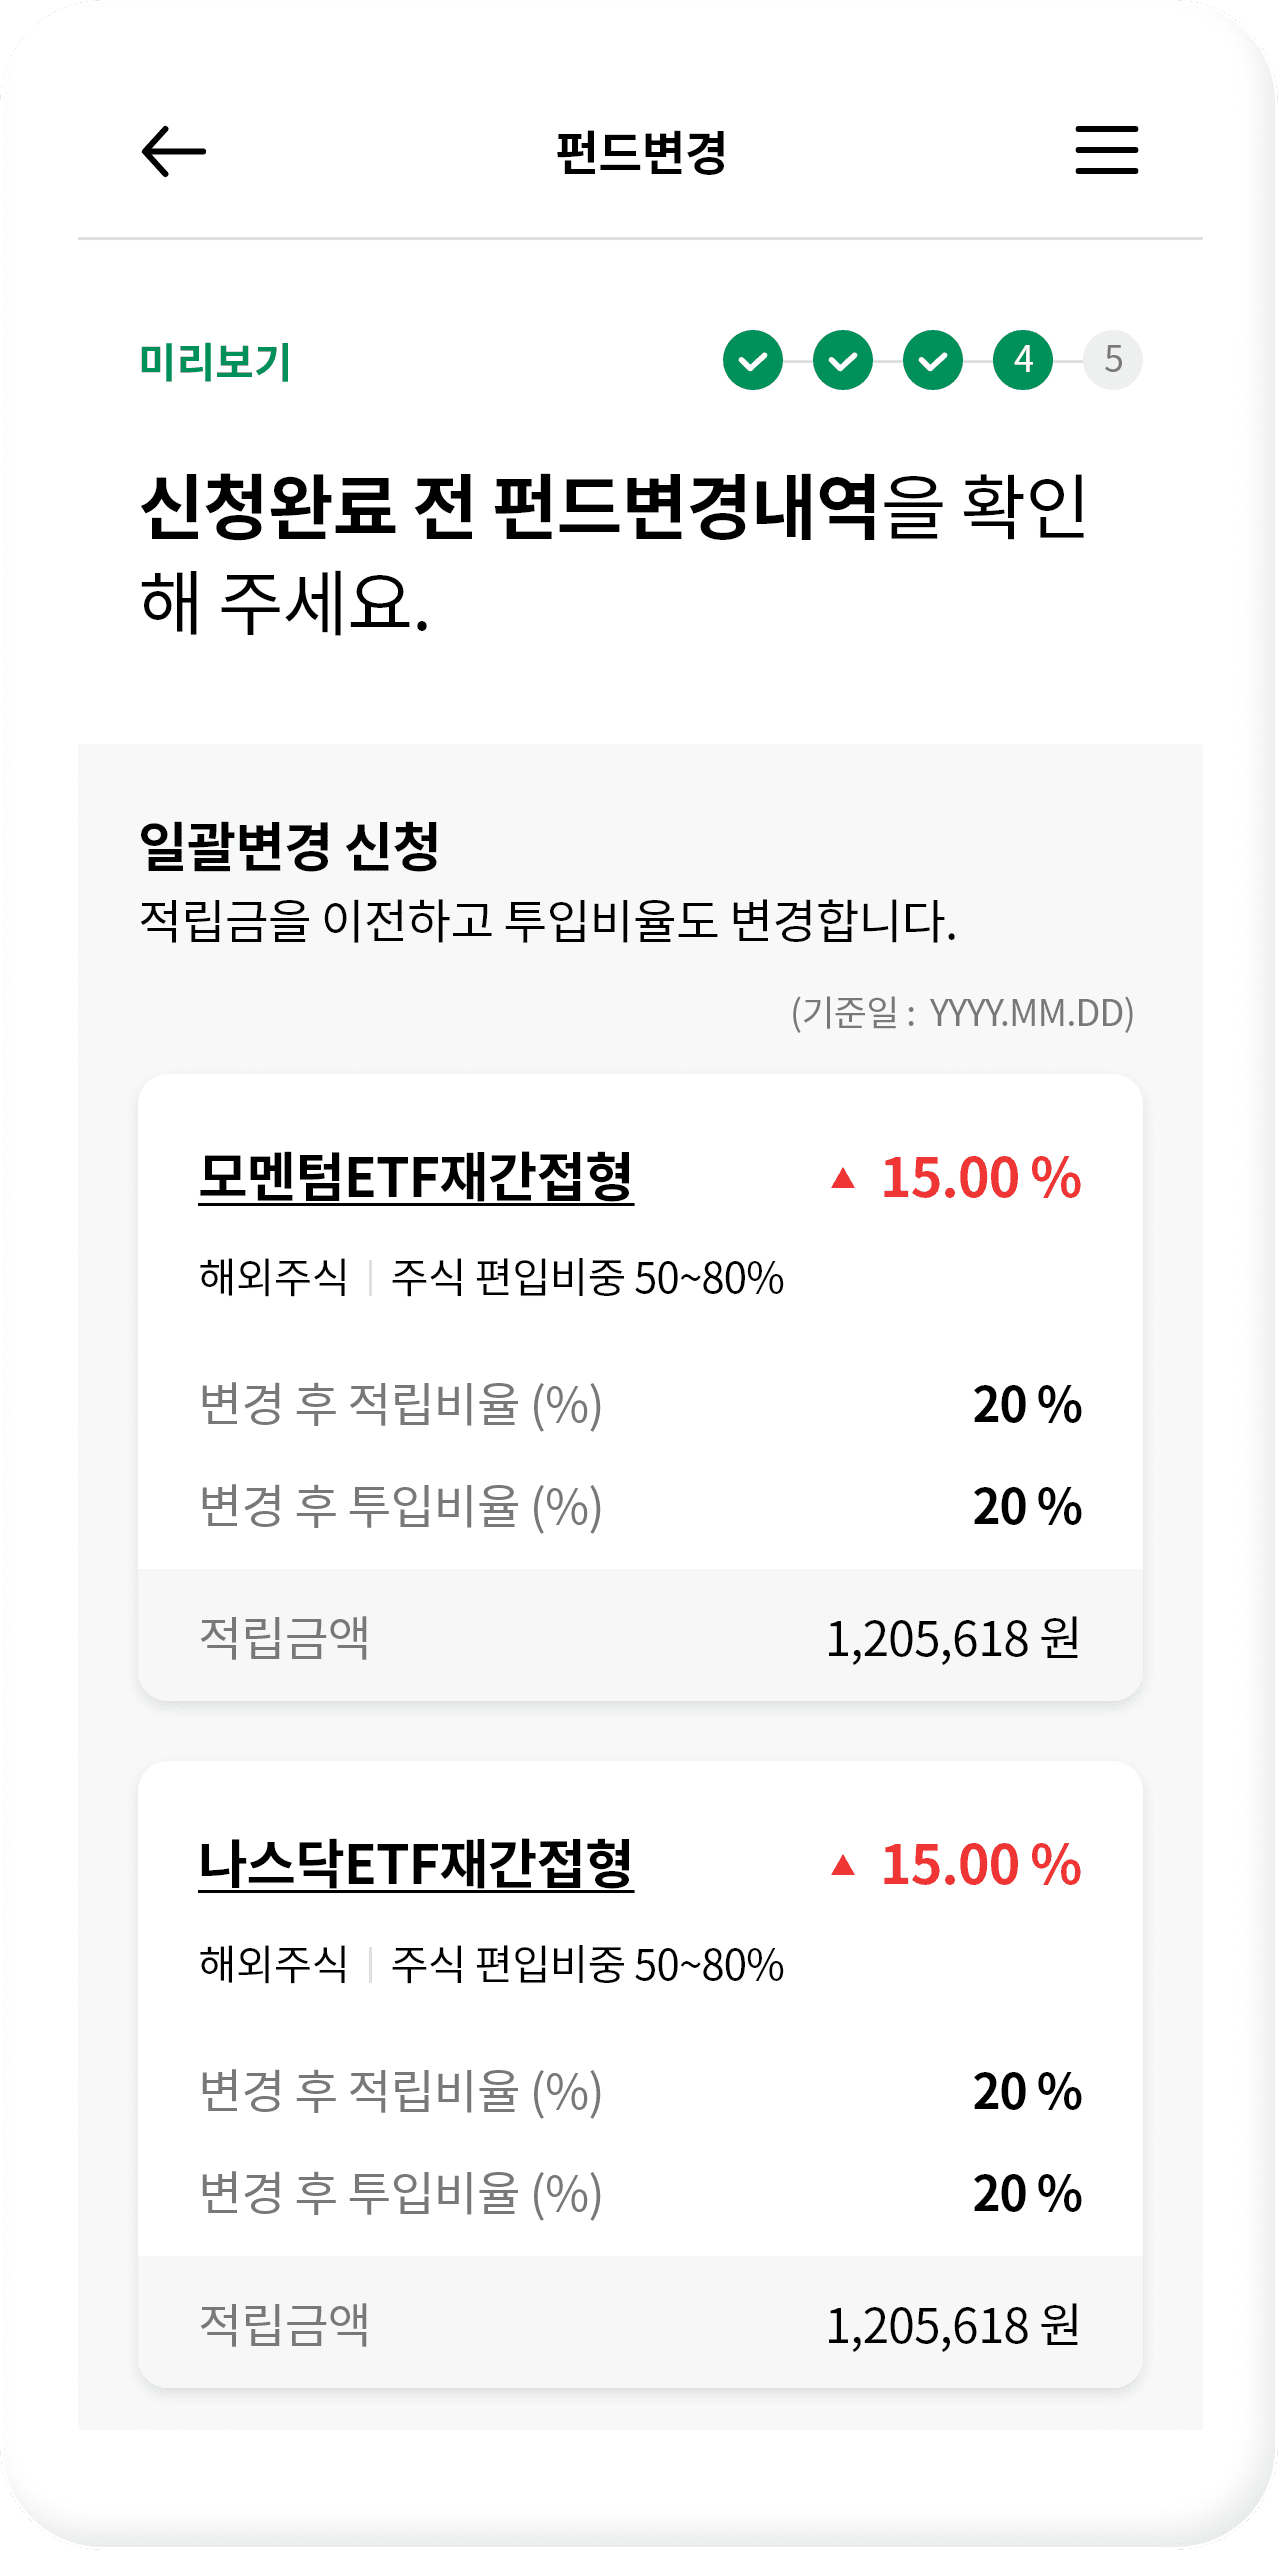 펀드변경
미리보기
4 5
신청완료 전 펀드변경내역을 확인
해 주세요.
일괄변경 신청
적립금을 이전하고 투입비율도 변경합니다.
(기준일 : YYYY.MM.DD)
모멘텀ETF재간접형 ▲ 15.00 %
해외주식 | 주식 편입비중 50~80%
변경 후 적립비율 (%) 20 %
변경 후 투입비율 (%) 20 %
적립금액 1,205,618 원
나스닥ETF재간접형 ▲ 15.00 %
해외주식 | 주식 편입비중 50~80%
변경 후 적립비율 (%) 20 %
변경 후 투입비율 (%) 20 %
적립금액 1,205,618 원